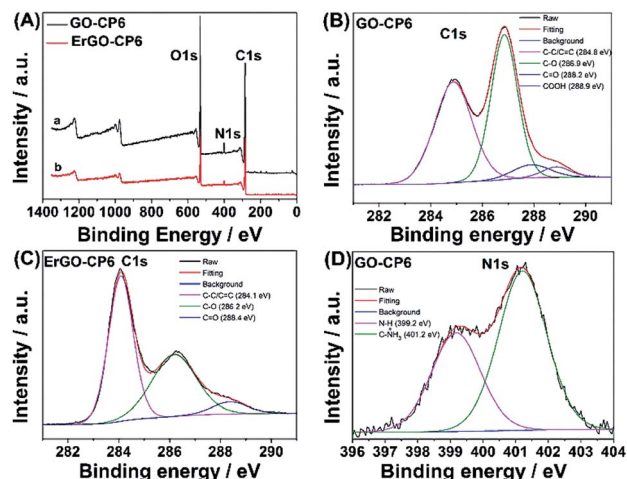 (A)
GO-CP6
ErGO-CP6
O1s
C1s
N1s
a
b
Intensity / a.u.
1400 1200 1000 800 600 400 200 0
Binding Energy / eV
(B)
GO-CP6
C1s
Raw
Fitting
Background
C-C/C=C (284.8 eV)
C-O (286.9 eV)
C=O (288.2 eV)
COOH (288.9 eV)
Intensity / a.u.
282 284 286 288 290
Binding Energy / eV
(C)
ErGO-CP6 C1s
Raw
Fitting
Background
C-C/C=C (284.1 eV)
C-O (286.2 eV)
C=O (288.4 eV)
Intensity / a.u.
282 284 286 288 290
Binding energy / eV
(D)
GO-CP6
N1s
Raw
Fitting
Background
N-H (399.2 eV)
C-N⁺H3 (401.2 eV)
Intensity / a.u.
396 397 398 399 400 401 402 403 404
Binding energy / eV